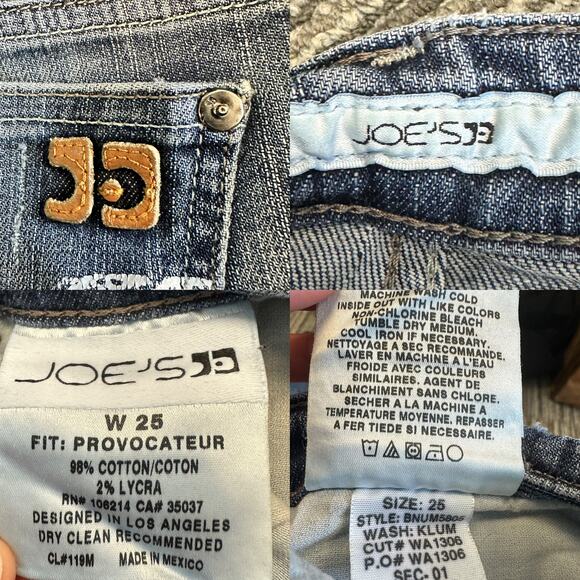 JOE'S
JOE'S
W 25
FIT: PROVOCATEUR
98% COTTON/COTON
2% LYCRA
RN# 106214 CA# 35037
DESIGNED IN LOS ANGELES
DRY CLEAN RECOMMENDED
CL#119M MADE IN MEXICO
MACHINE WASH COLD
INSIDE OUT WITH LIKE COLORS
NON-CHLORINE BLEACH
TUMBLE DRY MEDIUM.
COOL IRON IF NECESSARY.
NETTOYAGE A SEC RECOMMANDE.
LAVER EN MACHINE A L'EAU
FROIDE AVEC COULEURS
SIMILAIRES. AGENT DE
BLANCHIMENT SANS CHLORE.
SECHER A LA MACHINE A
TEMPERATURE MOYENNE. REPASSER
A FER TIEDE SI NECESSAIRE.
SIZE: 25
STYLE: BNUM5805
WASH: KLUM
CUT# WA1306
P.O# WA1306
SEC. 01